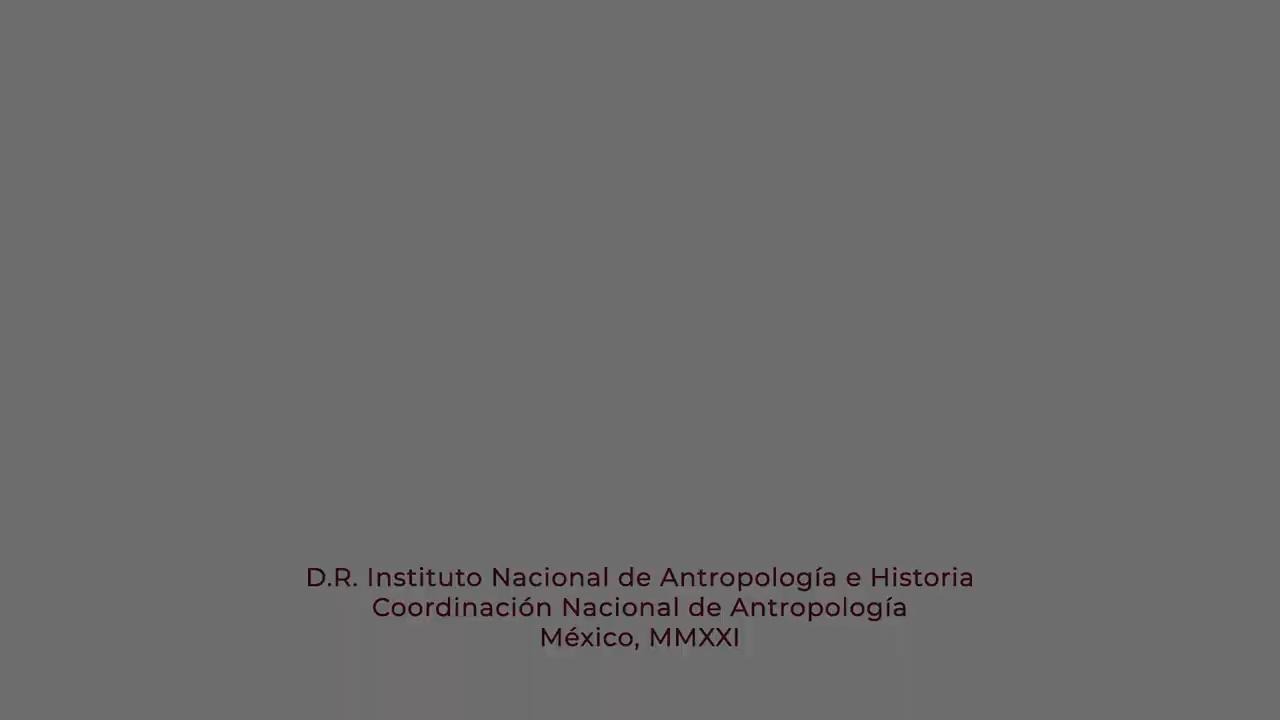 D.R. Instituto Nacional de Antropología e Historia
Coordinación Nacional de Antropología
México, MMXXI